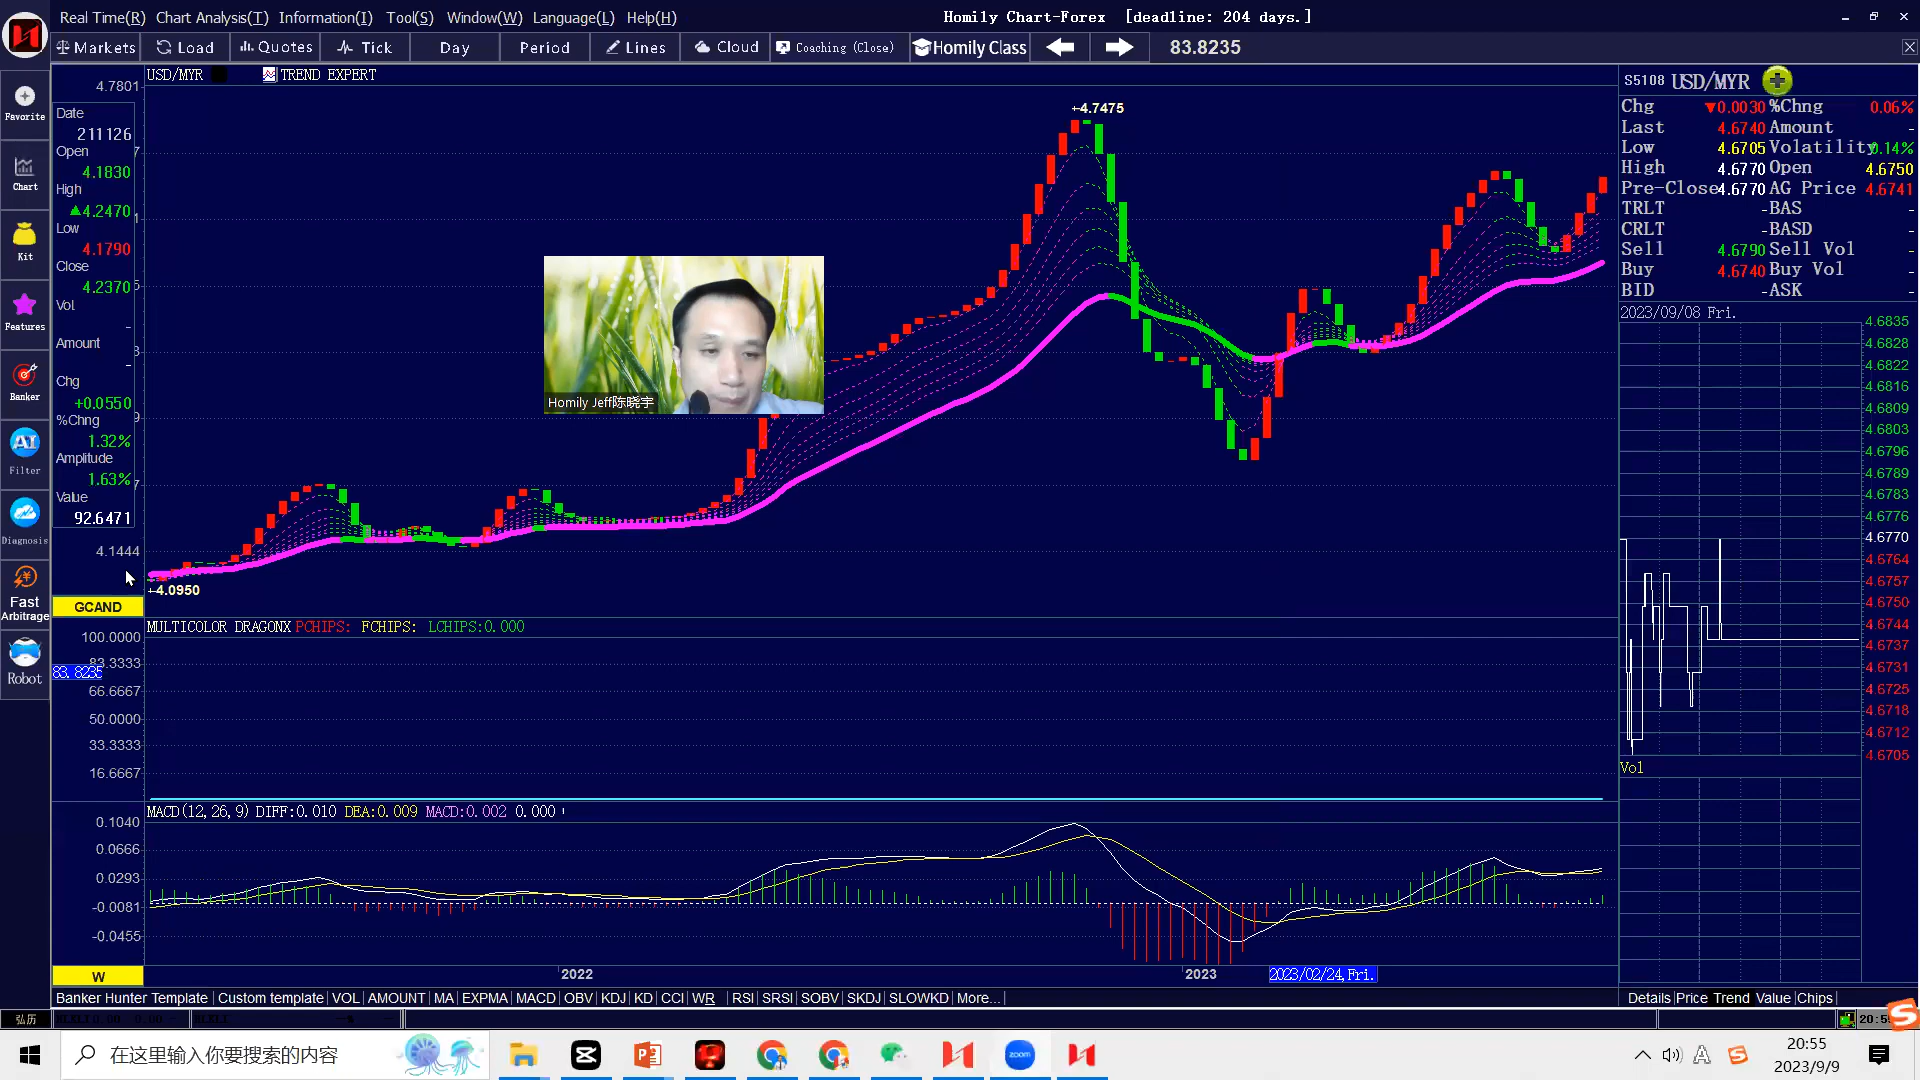 Real Time(R) Chart Analysis(T) Information(I) Tool(S) Window(W) Language(L) Help(H)
Homily Chart-Forex [deadline: 204 days.]
Markets Load Quotes Tick Day Period Lines Cloud Coaching (Close) Homily Class 83.8235
USD/MYR TREND EXPERT
4.7801
Date
211126
Open
4.1830
High
▲4.2470
Low
4.1790
Close
4.2370
Vol
-
Amount
-
Chg
+0.0550
%Chng
1.32%
Amplitude
1.63%
Value
92.6471
4.1444
GCAND
←4.7475
←4.0950
Homily Jeff陈晓宇
Favorite
Chart
Kit
Features
Banker
AI
Filter
Diagnosis
Fast
Arbitrage
Robot
MULTICOLOR DRAGONX PCHIPS: FCHIPS: LCHIPS:0.000
100.0000
83.3333
83.8235
66.6667
50.0000
33.3333
16.6667
MACD(12,26,9) DIFF:0.010 DEA:0.009 MACD:0.002 0.000
0.1040
0.0666
0.0293
-0.0081
-0.0455
W
2022
2023
2023/02/24,Fri.
Banker Hunter Template Custom template VOL AMOUNT MA EXPMA MACD OBV KDJ KD CCI WR RSI SRSI SOBV SKDJ SLOWKD More...
S5108 USD/MYR
Chg ▼0.0030 %Chng 0.06%
Last 4.6740 Amount -
Low 4.6705 Volatility 0.14%
High 4.6770 Open 4.6750
Pre-Close 4.6770 AG Price 4.6741
TRLT - BAS -
CRLT - BASD -
Sell 4.6790 Sell Vol -
Buy 4.6740 Buy Vol -
BID - ASK -
2023/09/08 Fri.
4.6835
4.6828
4.6822
4.6816
4.6809
4.6803
4.6796
4.6789
4.6783
4.6776
4.6770
4.6764
4.6757
4.6750
4.6744
4.6737
4.6731
4.6725
4.6718
4.6712
4.6705
Vol
Details Price Trend Value Chips
弘历
在这里输入你要搜索的内容
zoom
20:55
2023/9/9